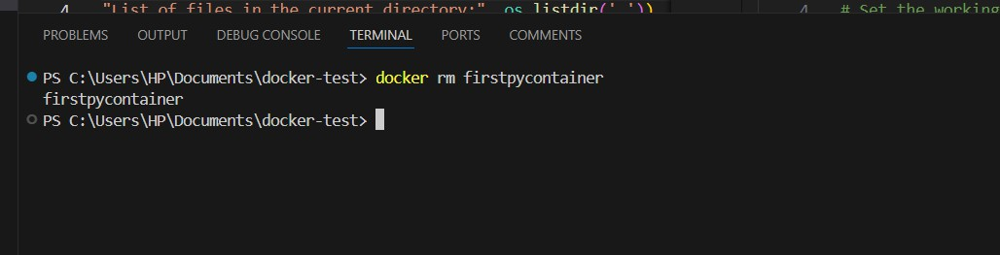 4 "List of files in the current directory:" os.listdir('.'))
4 # Set the working
PROBLEMS OUTPUT DEBUG CONSOLE TERMINAL PORTS COMMENTS
PS C:\Users\HP\Documents\docker-test> docker rm firstpycontainer
firstpycontainer
PS C:\Users\HP\Documents\docker-test>